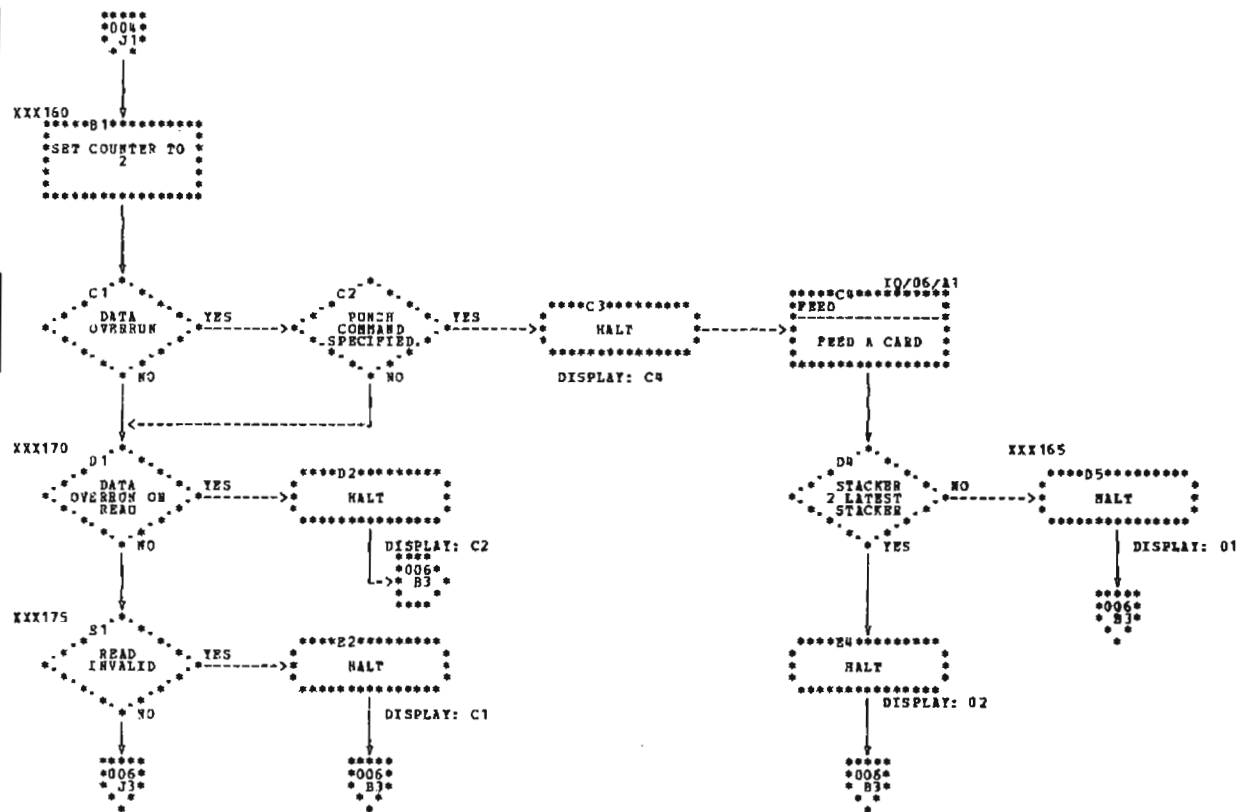 004
J1
XXX160
B1
SET COUNTER TO
2
C1
DATA
OVERRUN
YES
NO
C2
PUNCH
COMMAND
SPECIFIED
YES
NO
C3
HALT
DISPLAY: C4
IO/06/A1
C4
FEED
FEED A CARD
XXX170
D1
DATA
OVERRUN ON
READ
YES
NO
D2
HALT
DISPLAY: C2
006
B3
D4
STACKER
2 LATEST
STACKER
NO
YES
XXX165
D5
HALT
DISPLAY: 01
006
B3
XXX175
E1
READ
INVALID
YES
NO
E2
HALT
DISPLAY: C1
E4
HALT
DISPLAY: 02
006
J3
006
B3
006
B3